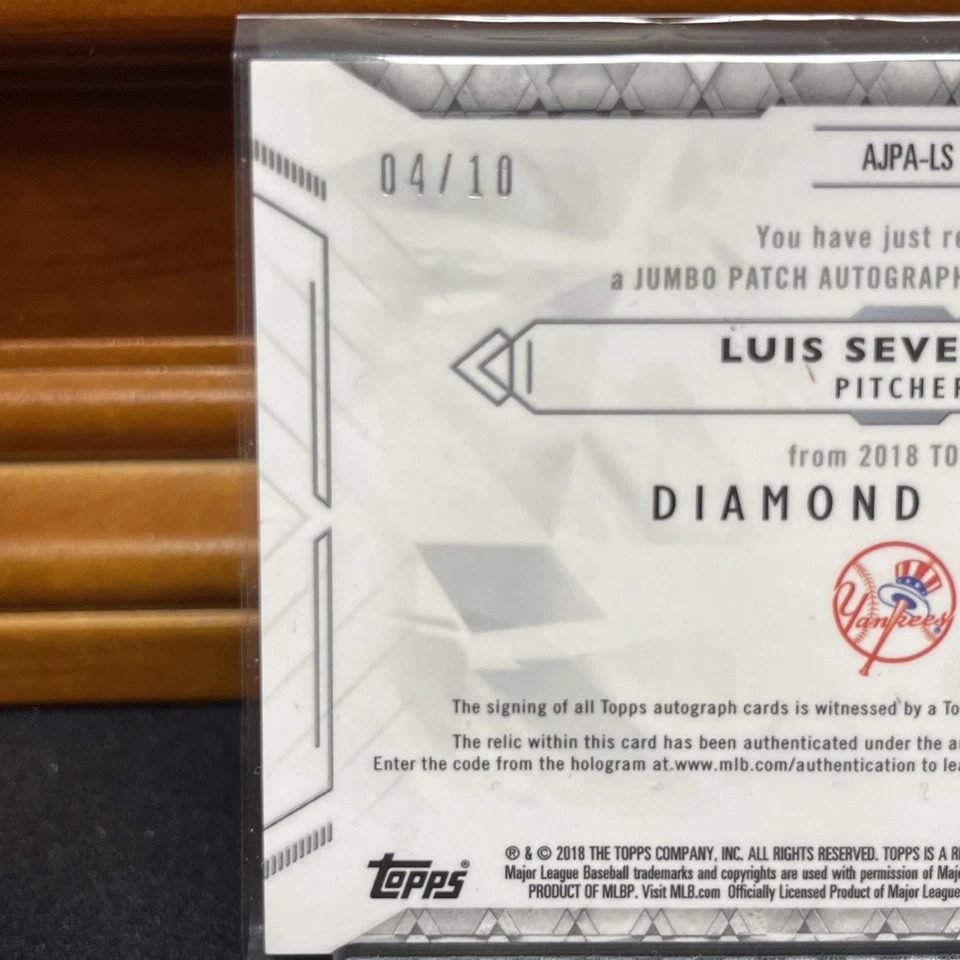 04/10
AJPA-LS
You have just re
a JUMBO PATCH AUTOGRAPH
LUIS SEVE
PITCHER
from 2018 TO
DIAMOND
Yankees
The signing of all Topps autograph cards is witnessed by a To
The relic within this card has been authenticated under the a
Enter the code from the hologram at www.mlb.com/authentication to lea
topps®
® & © 2018 THE TOPPS COMPANY, INC. ALL RIGHTS RESERVED. TOPPS IS A RE
Major League Baseball trademarks and copyrights are used with permission of Maj
PRODUCT OF MLBP. Visit MLB.com Officially Licensed Product of Major League